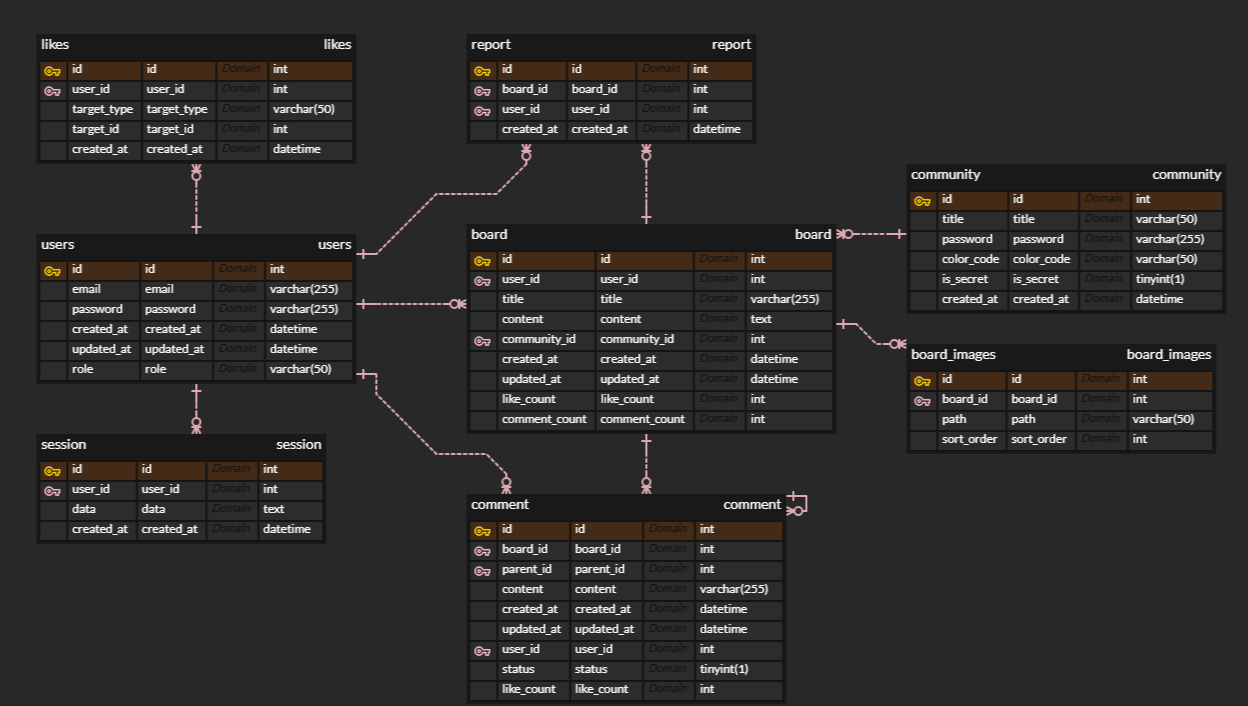 likes likes
id id Domain int
user_id user_id Domain int
target_type target_type Domain varchar(50)
target_id target_id Domain int
created_at created_at Domain datetime
report report
id id Domain int
board_id board_id Domain int
user_id user_id Domain int
created_at created_at Domain datetime
community community
id id Domain int
title title Domain varchar(50)
password password Domain varchar(255)
color_code color_code Domain varchar(50)
is_secret is_secret Domain tinyint(1)
created_at created_at Domain datetime
users users
id id Domain int
email email Domain varchar(255)
password password Domain varchar(255)
created_at created_at Domain datetime
updated_at updated_at Domain datetime
role role Domain varchar(50)
board board
id id Domain int
user_id user_id Domain int
title title Domain varchar(255)
content content Domain text
community_id community_id Domain int
created_at created_at Domain datetime
updated_at updated_at Domain datetime
like_count like_count Domain int
comment_count comment_count Domain int
board_images board_images
id id Domain int
board_id board_id Domain int
path path Domain varchar(50)
sort_order sort_order Domain int
session session
id id Domain int
user_id user_id Domain int
data data Domain text
created_at created_at Domain datetime
comment comment
id id Domain int
board_id board_id Domain int
parent_id parent_id Domain int
content content Domain varchar(255)
created_at created_at Domain datetime
updated_at updated_at Domain datetime
user_id user_id Domain int
status status Domain tinyint(1)
like_count like_count Domain int